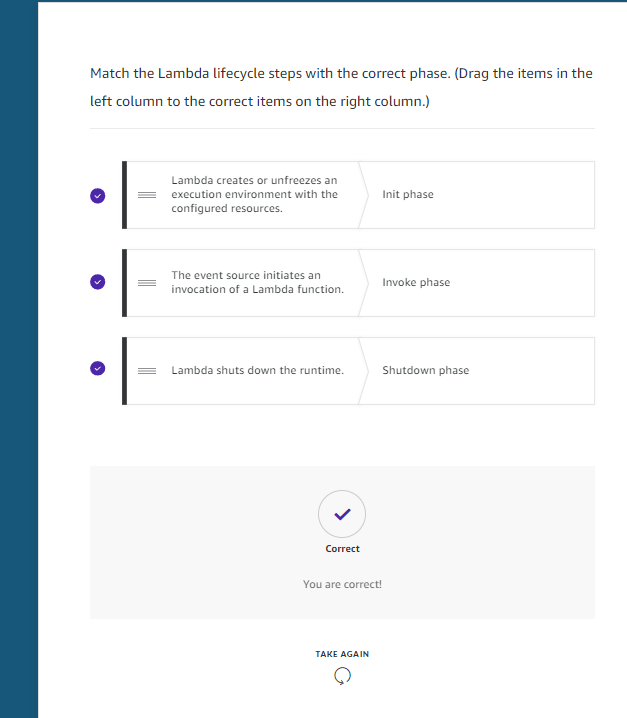 Match the Lambda lifecycle steps with the correct phase. (Drag the items in the
left column to the correct items on the right column.)
Lambda creates or unfreezes an
execution environment with the
configured resources.
Init phase
The event source initiates an
invocation of a Lambda function.
Invoke phase
Lambda shuts down the runtime.
Shutdown phase
Correct
You are correct!
TAKE AGAIN